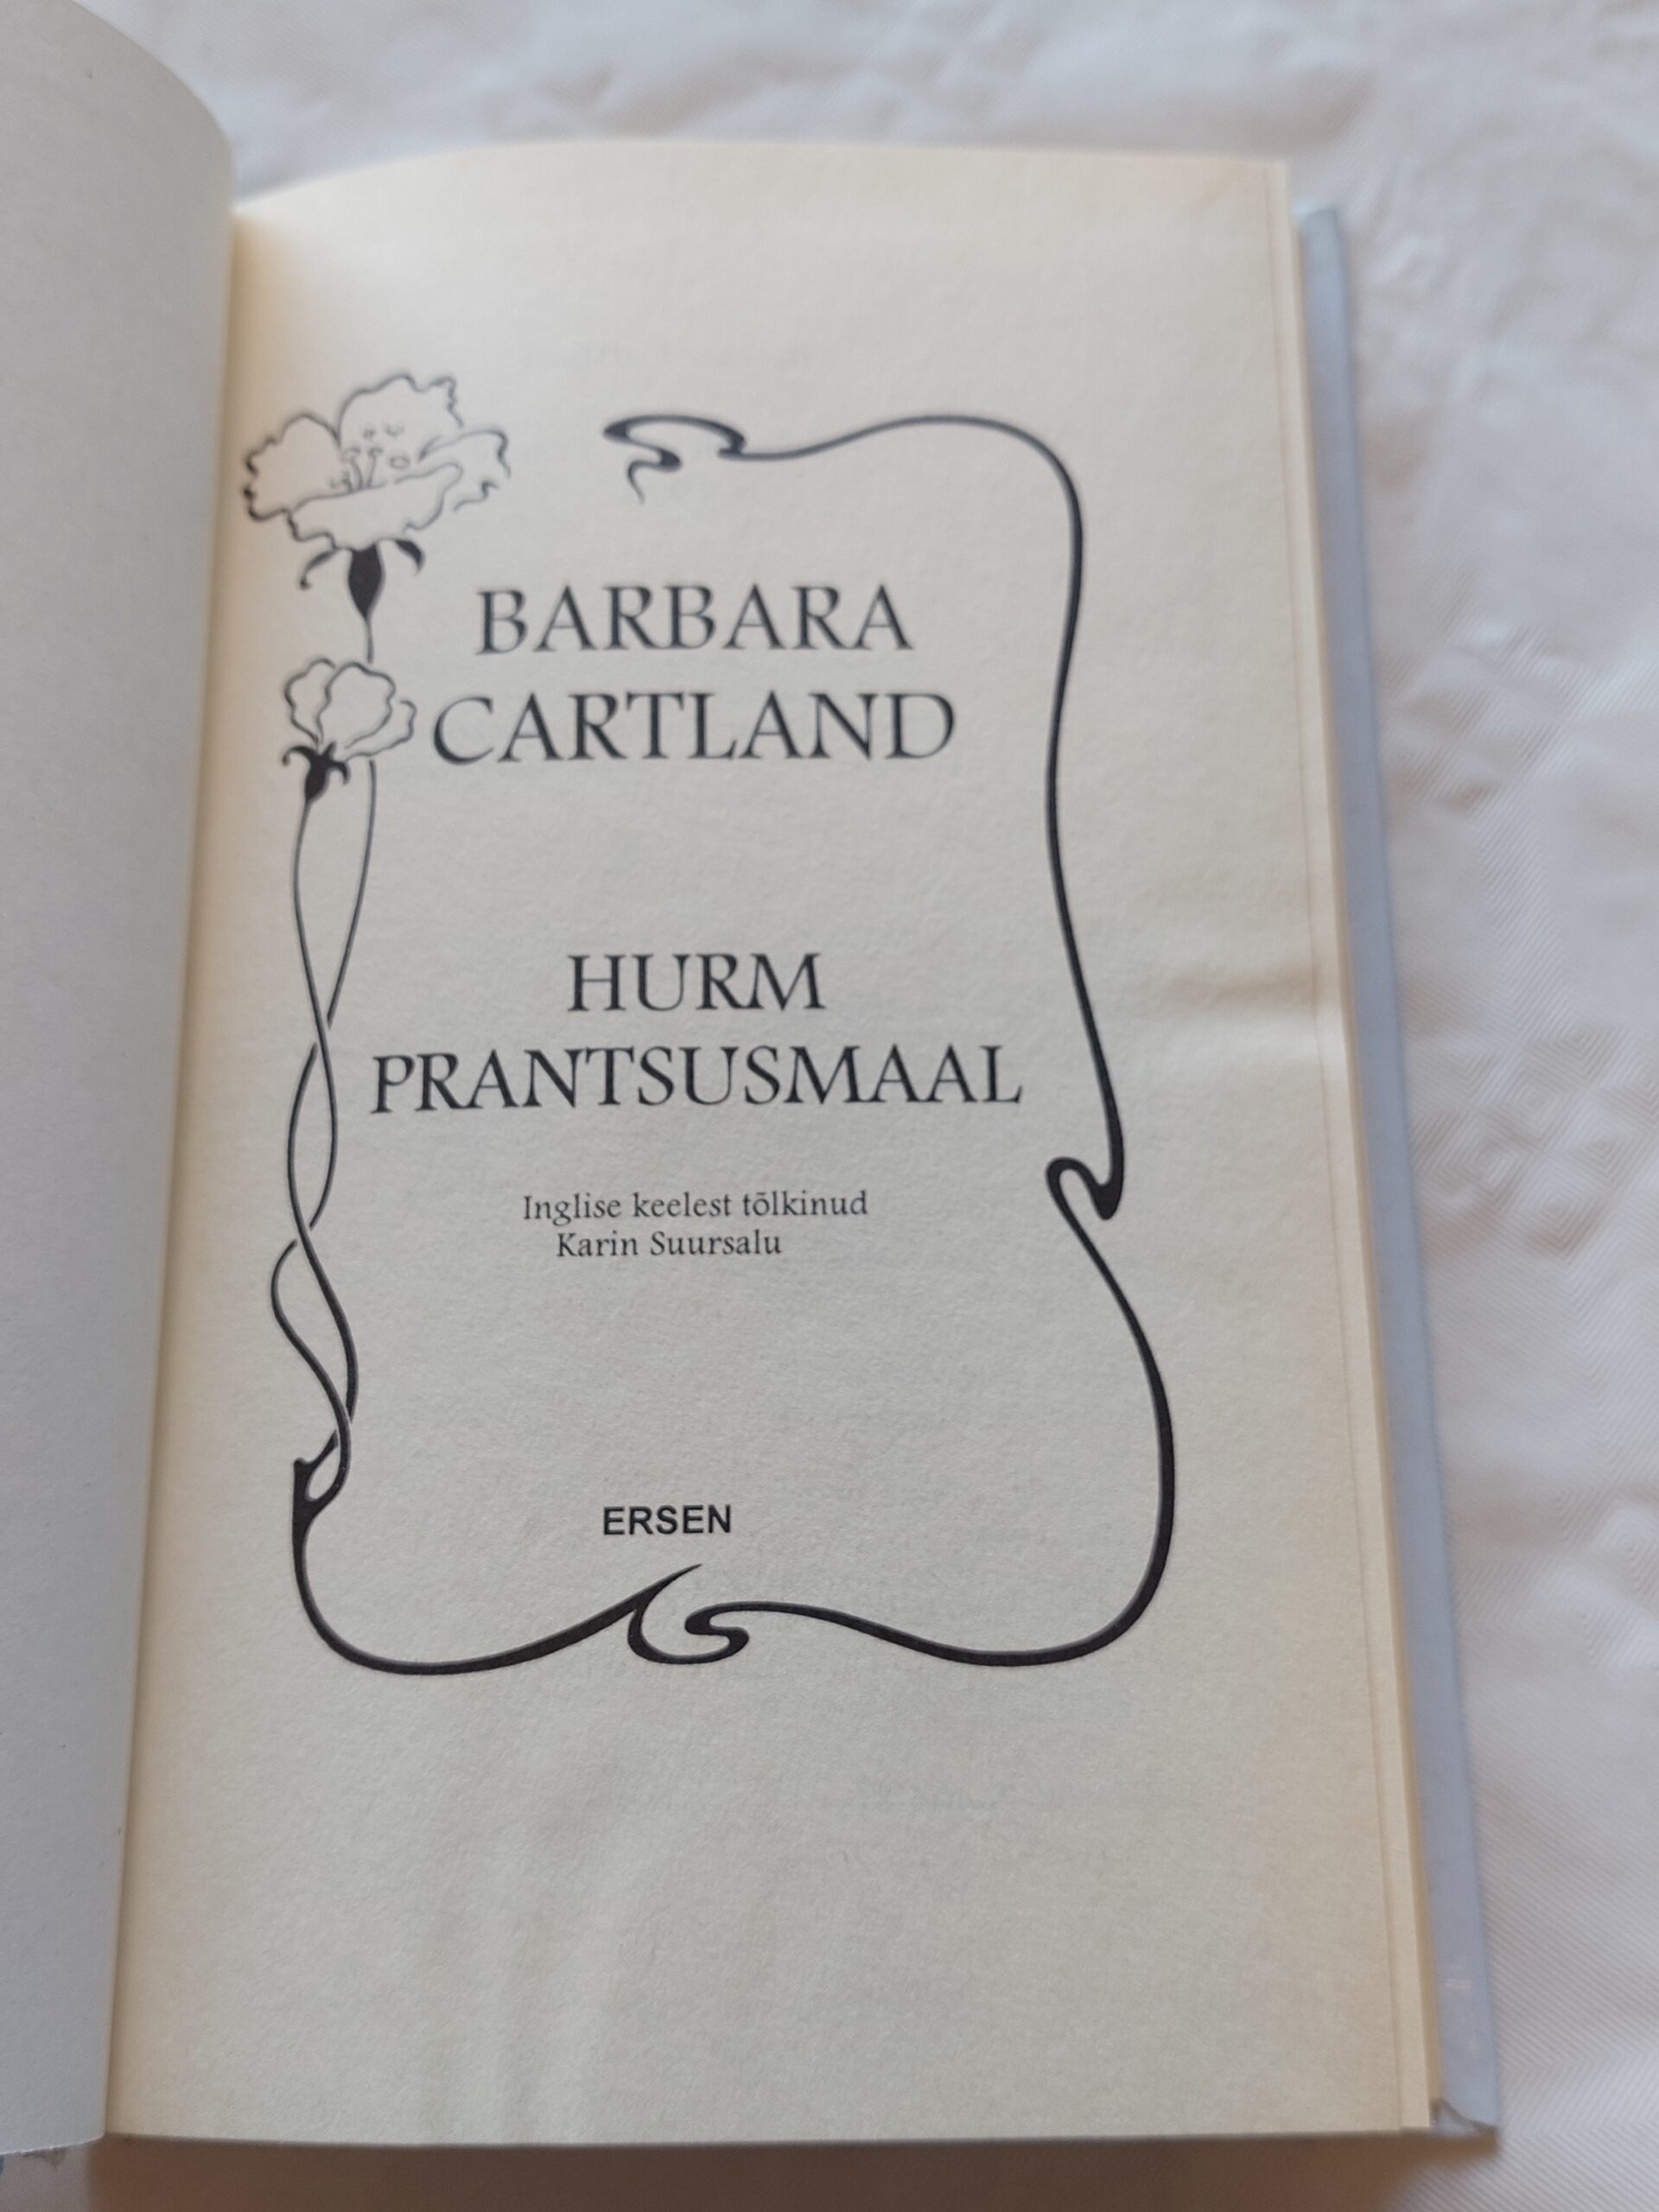 BARBARA
CARTLAND
HURM
PRANTSUSMAAL
Inglise keelest tõlkinud
Karin Suursalu
ERSEN